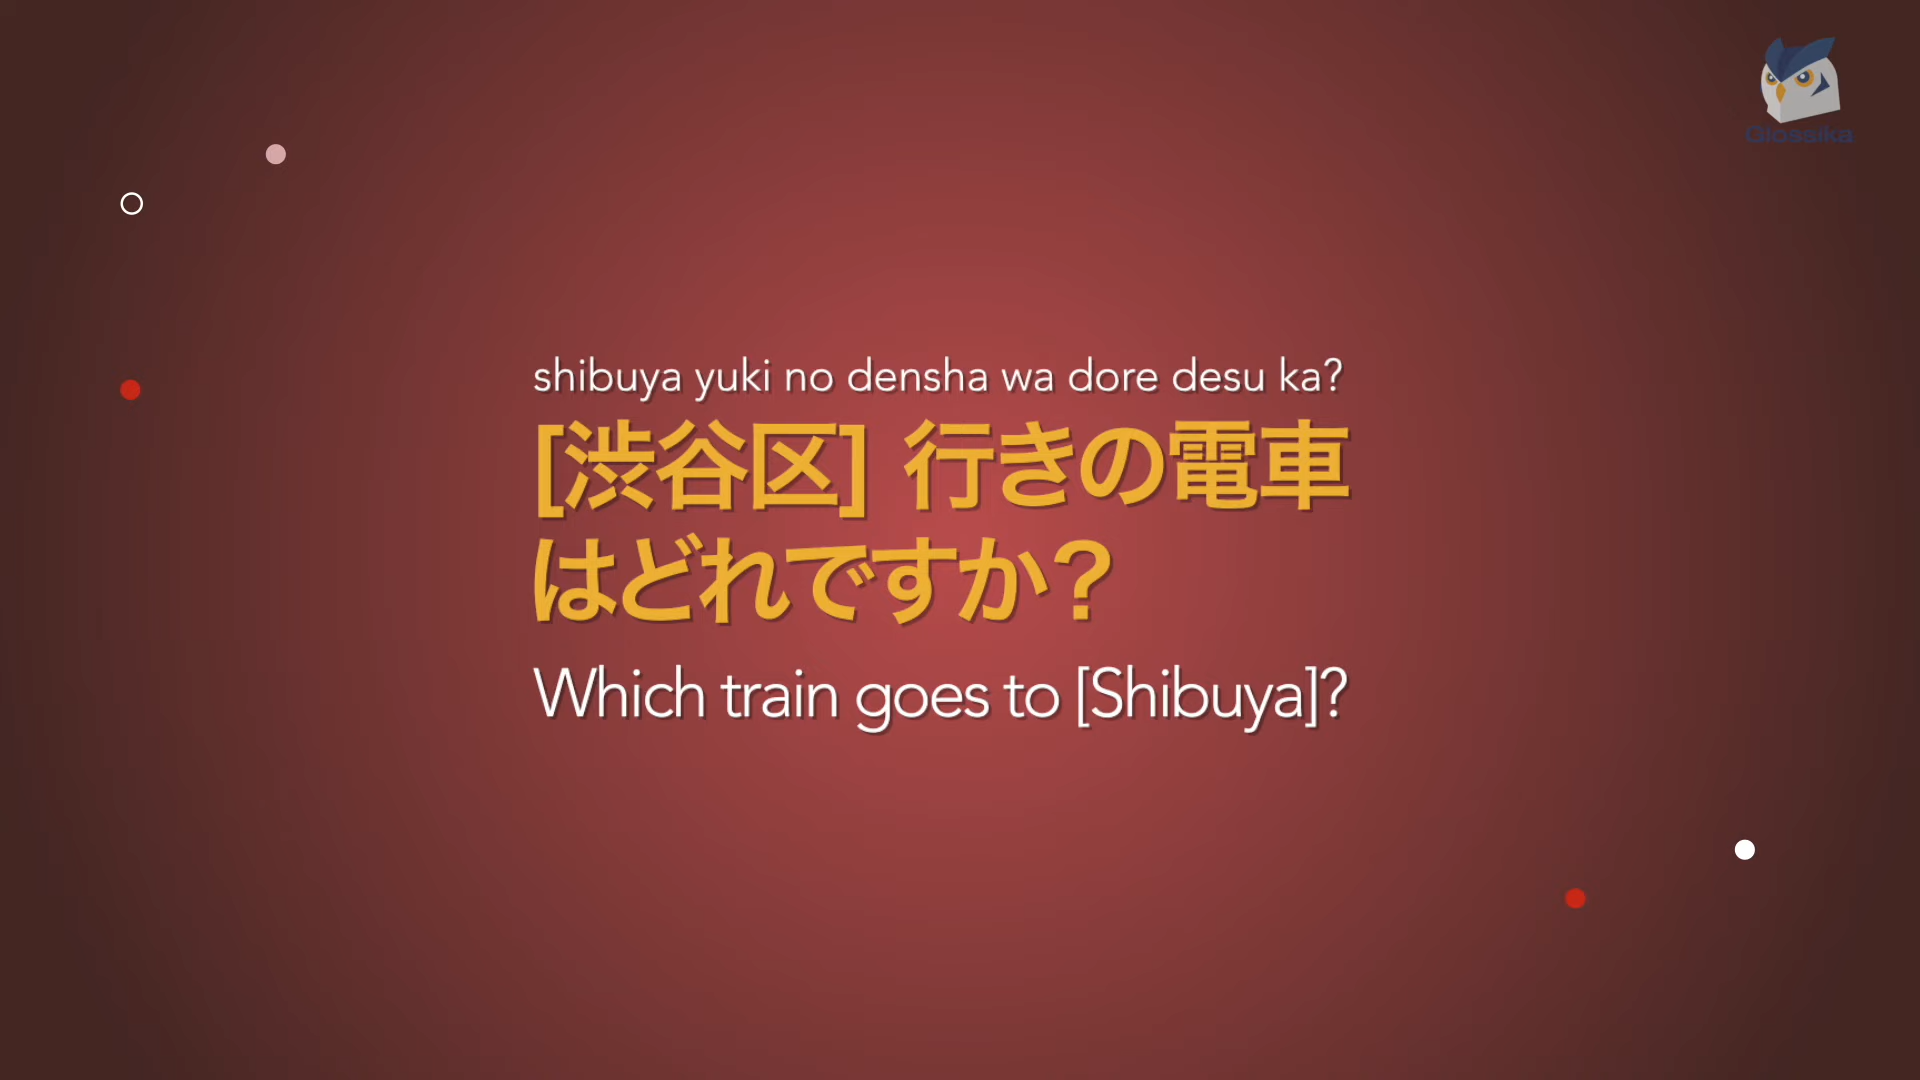 Glossika
shibuya yuki no densha wa dore desu ka?
[渋谷区] 行きの電車
はどれですか？
Which train goes to [Shibuya]?